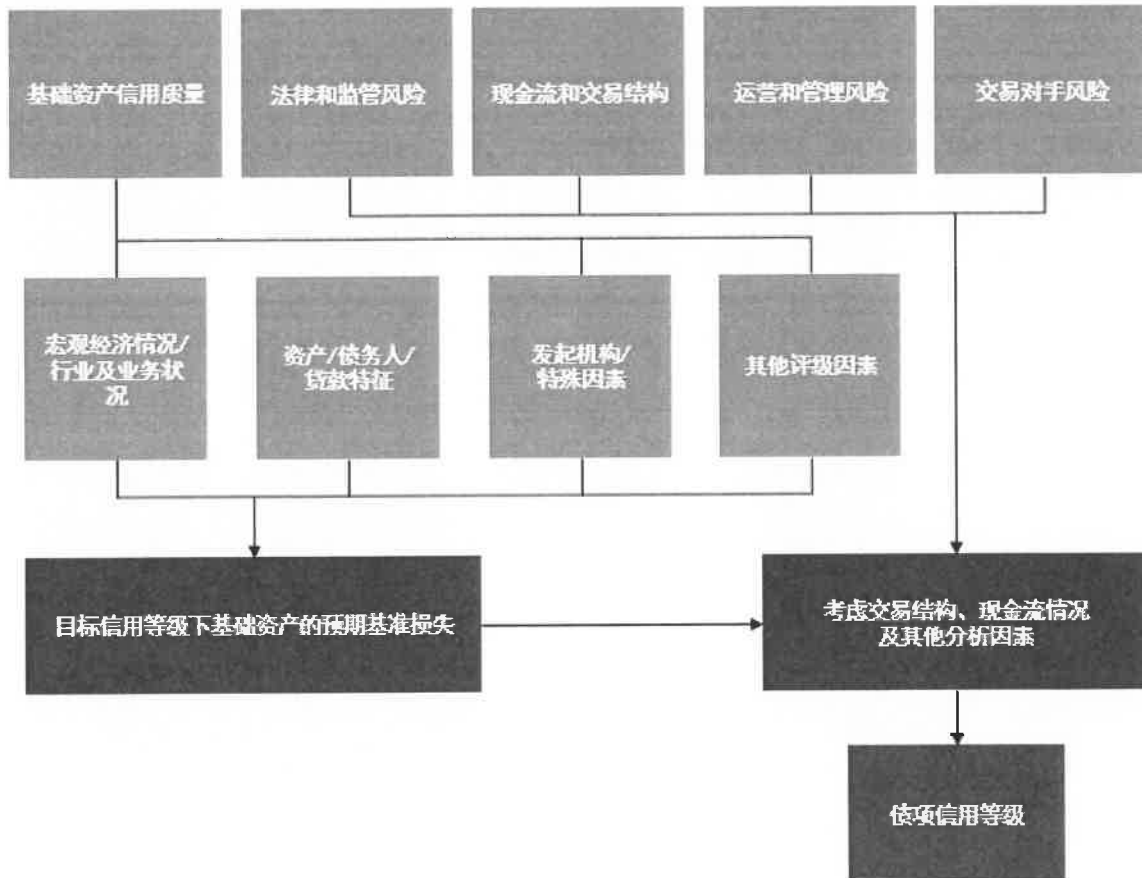 基础资产信用质量
法律和监管风险
现金流和交易结构
运营和管理风险
交易对手风险
宏观经济情况/
行业及业务状
况
资产/债务人/
贷款特征
发起机构/
特殊因素
其他评级因素
目标信用等级下基础资产的预期基准损失
考虑交易结构、现金流情况
及其他分析因素
债项信用等级